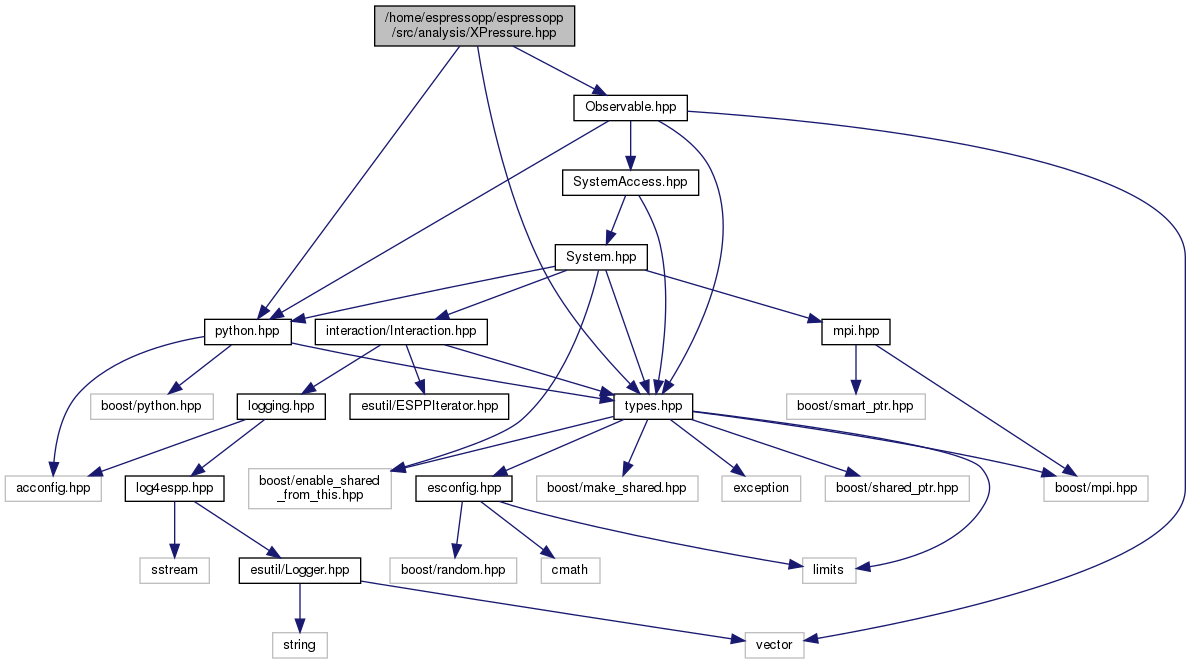 /home/espressopp/espressopp
/src/analysis/XPressure.hpp
Observable.hpp
SystemAccess.hpp
System.hpp
python.hpp
interaction/Interaction.hpp
mpi.hpp
boost/python.hpp
logging.hpp
esutil/ESPPIterator.hpp
types.hpp
boost/smart_ptr.hpp
acconfig.hpp
log4espp.hpp
boost/enable_shared
_from_this.hpp
esconfig.hpp
boost/make_shared.hpp
exception
boost/shared_ptr.hpp
boost/mpi.hpp
sstream
esutil/Logger.hpp
boost/random.hpp
cmath
limits
string
vector